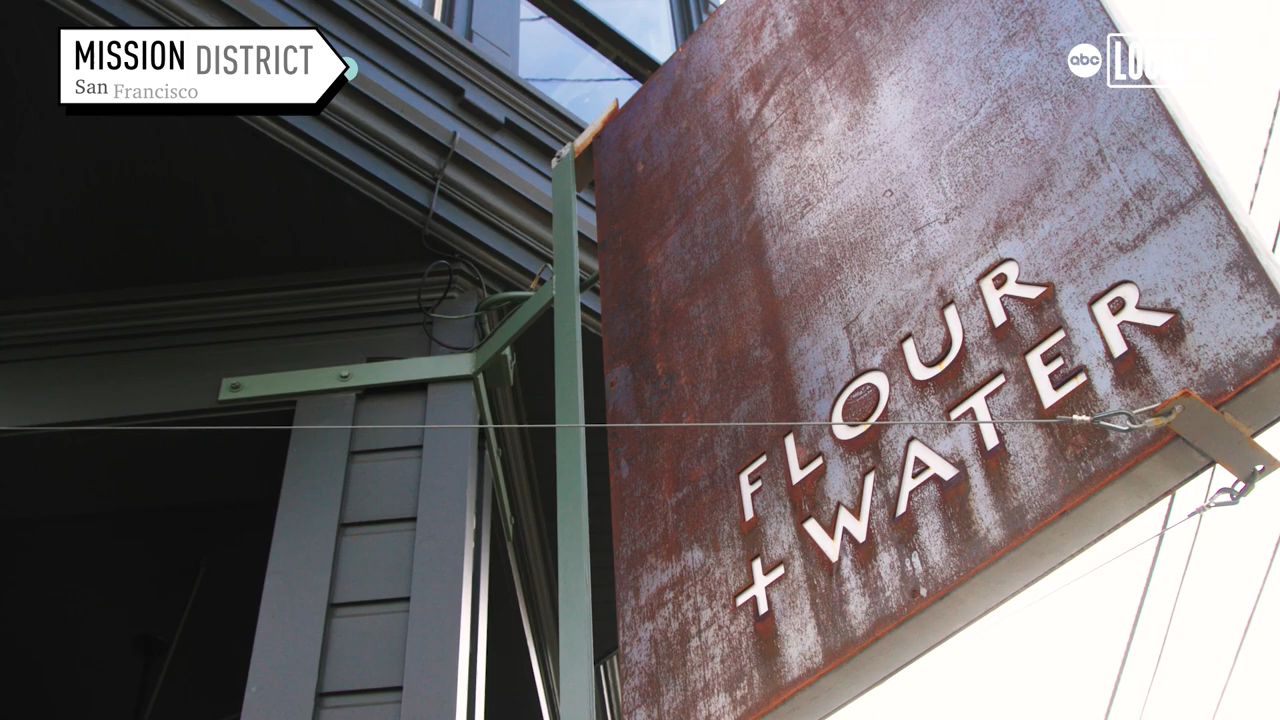 MISSION DISTRICT
San Francisco
abc
FLOUR
+ WATER